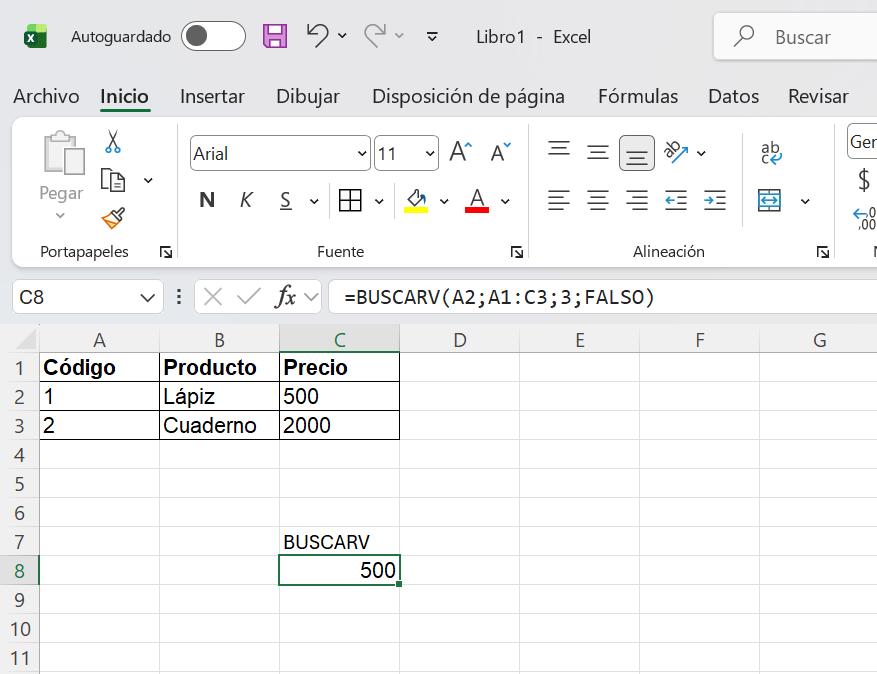 Autoguardado Libro1 - Excel Buscar
Archivo Inicio Insertar Dibujar Disposición de página Fórmulas Datos Revisar
Pegar Arial 11 A A ab c Ger
N K S A $
Portapapeles Fuente Alineación
C8 fx =BUSCARV(A2;A1:C3;3;FALSO)
A B C D E F G
1 Código Producto Precio
2 1 Lápiz 500
3 2 Cuaderno 2000
4
5
6
7 BUSCARV
8 500
9
10
11